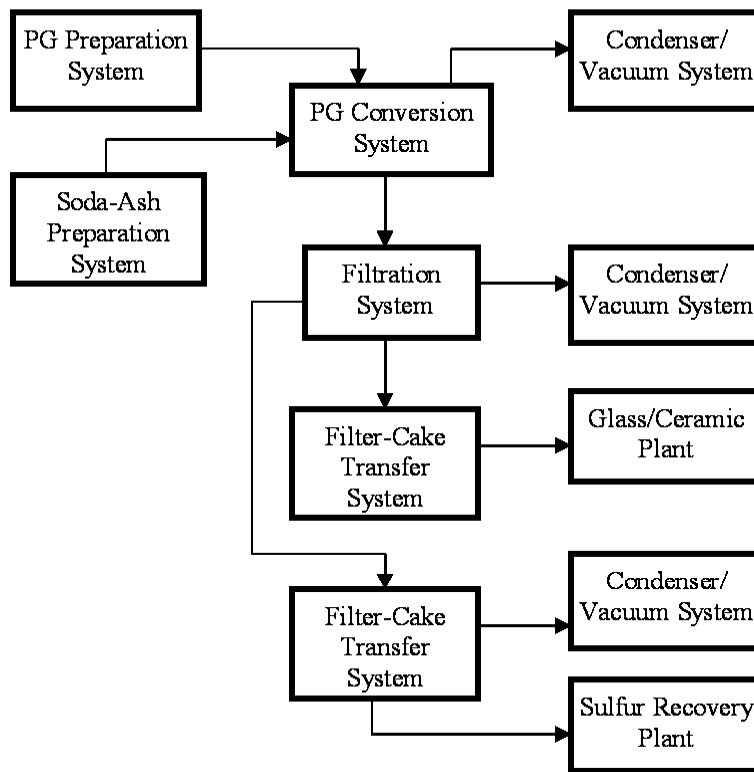 PG Preparation
System
Condenser/
Vacuum System
PG Conversion
System
Soda-Ash
Preparation
System
Filtration
System
Condenser/
Vacuum System
Filter-Cake
Transfer
System
Glass/Ceramic
Plant
Filter-Cake
Transfer
System
Condenser/
Vacuum System
Sulfur Recovery
Plant